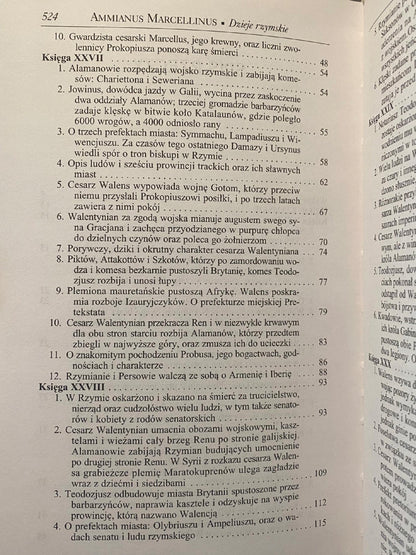 524 AMMIANUS MARCELLINUS • Dzieje rzymskie
10. Gwardzista cesarski Marcellus, jego krewny, oraz liczni zwo-
lennicy Prokopiusza ponoszą karę śmierci . . . . 48
Księga XXVII . . . . 54
1. Alamanowie rozpędzają wojsko rzymskie i zabijają kome-
sów: Chariettona i Seweriana . . . . 54
2. Jowinus, dowódca jazdy w Galii, wycina przez zaskoczenie
dwa oddziały Alamanów; trzeciej gromadzie barbarzyńców
zadaje klęskę w bitwie koło Katalaunów, gdzie poległo
6000 wrogów, a 4000 odniosło rany . . . . 55
3. O trzech prefektach miasta: Symmachu, Lampadiuszu i Wi-
wencjuszu. Za czasów tego ostatniego Damazy i Ursynus
wiedli spór o tron biskupi w Rzymie . . . . 58
4. Opis ludów i sześciu prowincji trackich oraz ich sławnych
miast . . . . 62
5. Cesarz Walens wypowiada wojnę Gotom, którzy przeciw
niemu przysłali Prokopiuszowi posiłki, i po trzech latach
zawiera z nimi pokój . . . . 67
6. Walentynian za zgodą wojska mianuje augustem swego sy-
na Gracjana i zachęca przyodzianego w purpurę chłopca
do dzielnych czynów oraz poleca go żołnierzom . . . . 70
7. Porywczy, dziki i okrutny charakter cesarza Walentyniana 74
8. Piktów, Attakottów i Szkotów, którzy po zamordowaniu wo-
dza i komesa bezkarnie pustoszyli Brytanię, komes Teodo-
zjusz rozbija i unosi łupy . . . . 77
9. Plemiona mauretańskie pustoszą Afrykę. Walens poskra-
mia rozboje Izauryjczyków. O prefekturze miejskiej Pre-
tekstata . . . . 79
10. Cesarz Walentynian przekracza Ren i w niezwykle krwawym
dla obu stron starciu rozbija Alamanów, którzy przedtem
zbiegli w najwyższe góry, oraz zmusza ich do ucieczki . . 83
11. O znakomitym pochodzeniu Probusa, jego bogactwach, god-
nościach i charakterze . . . . 86
12. Rzymianie i Persowie walczą ze sobą o Armenię i Iberię . . 88
Księga XXVIII . . . . 93
1. W Rzymie oskarżono i skazano na śmierć za trucicielstwo,
nierząd oraz cudzołóstwo wielu ludzi, w tym także senato-
rów i kobiety z rodów senatorskich . . . . 93
2. Cesarz Walentynian umacnia obozami wojskowymi, kasz-
telami i wieżami cały brzeg Renu po stronie galijskiej.
Alamanowie zabijają Rzymian budujących umocnienie
po drugiej stronie Renu. W Syrii z rozkazu cesarza Walen-
sa grabieżcze plemię Maratokuprenów ulega zagładzie
wraz z dziećmi i siedzibami . . . . 109
3. Teodozjusz odbudowuje miasta Brytanii spustoszone przez
barbarzyńców, naprawia kasztele i odzyskuje na wyspie
prowincję, którą nazwano Walencją . . . . 112
4. O prefektach miasta: Olybriuszu i Ampeliuszu, oraz o wa-
dach senatu i ludu rzymskiego . . . . 115
Księga XXIX
Księga XXX